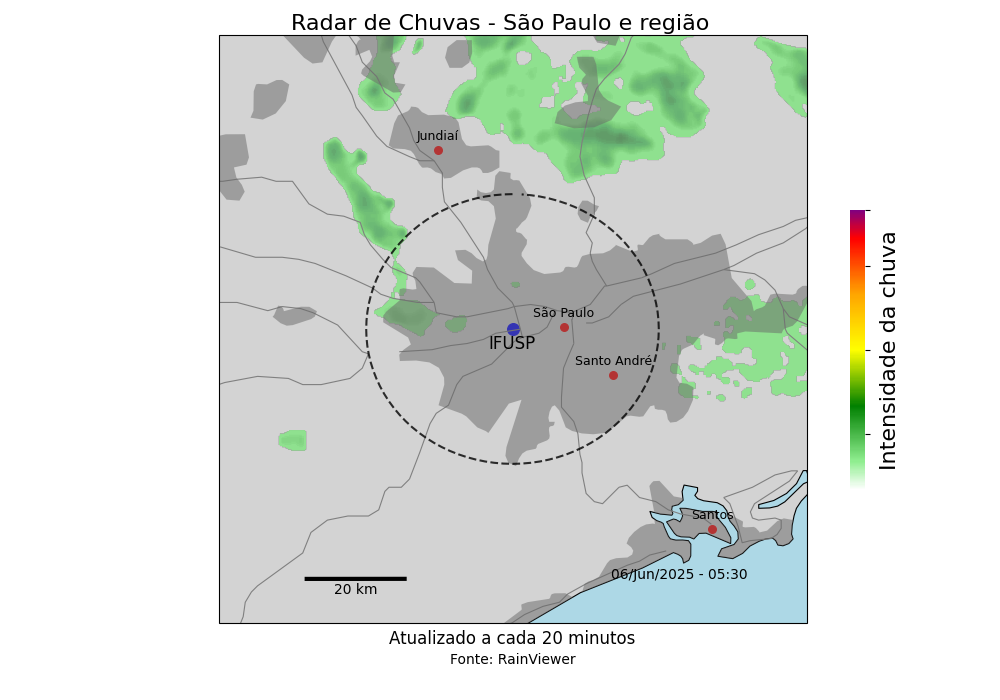 Radar de Chuvas - São Paulo e região
Jundiaí
São Paulo
IFUSP
Santo André
Intensidade da chuva
Santos
06/Jun/2025 - 05:30
20 km
Atualizado a cada 20 minutos
Fonte: RainViewer